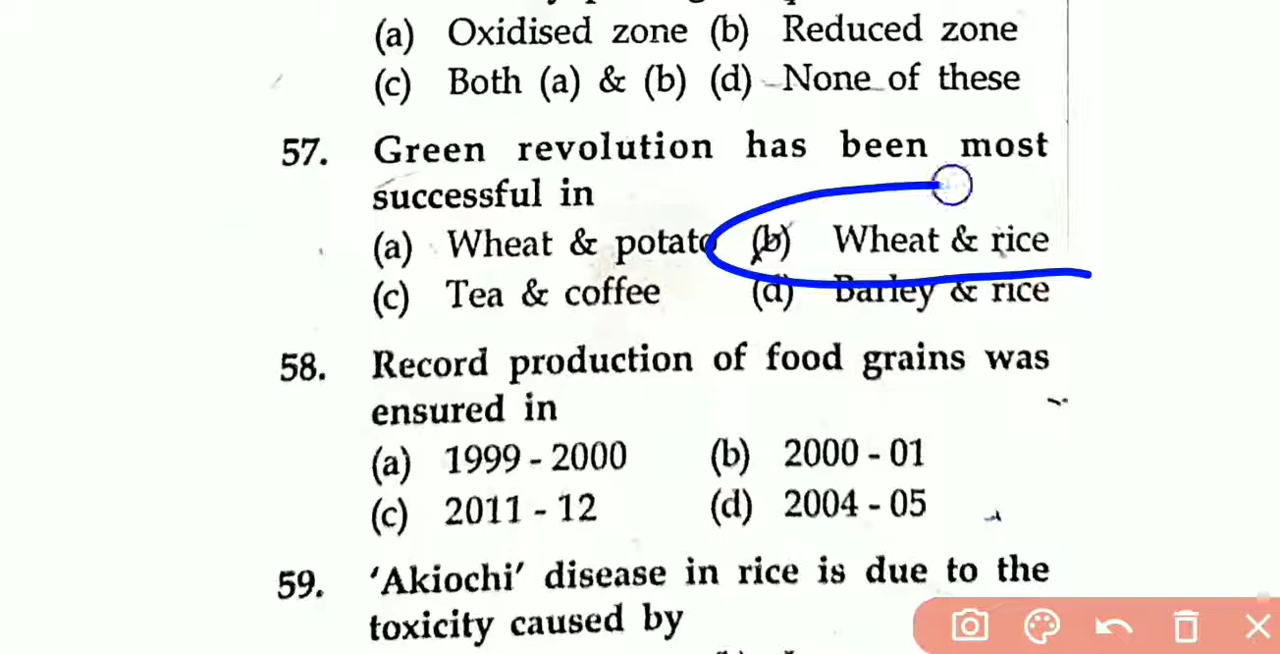 (a) Oxidised zone (b) Reduced zone
(c) Both (a) & (b) (d) None of these
57. Green revolution has been most
successful in
(a) Wheat & potato (b) Wheat & rice
(c) Tea & coffee (d) Barley & rice
58. Record production of food grains was
ensured in
(a) 1999 - 2000 (b) 2000 - 01
(c) 2011 - 12 (d) 2004 - 05
59. 'Akiochi' disease in rice is due to the
toxicity caused by